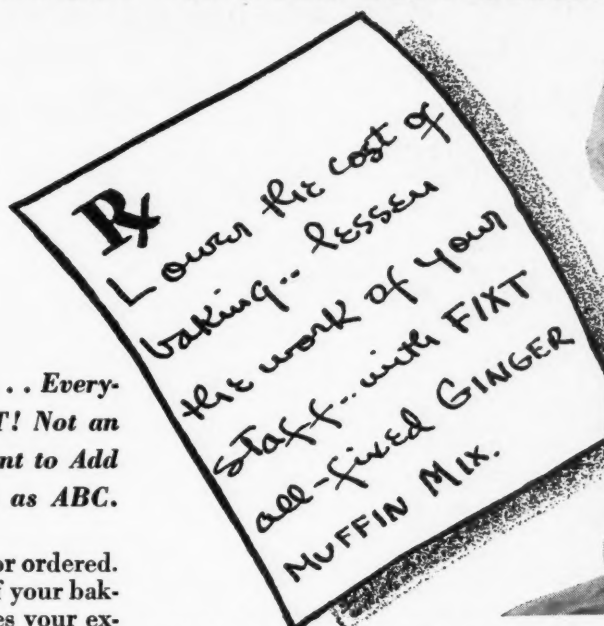 ℞
Lower the cost of
baking.. lessen
the work of your
staff.. with FIXT
all-fixed GINGER
MUFFIN MIX.
. . . Every-
T! Not an
nt to Add
as ABC.
or ordered.
f your bak-
es your ex-